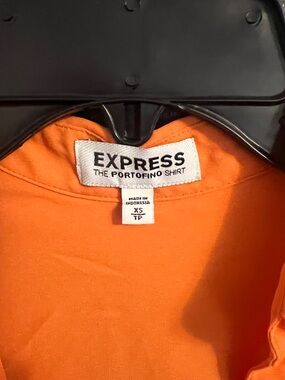 EXPRESS
THE PORTOFINO SHIRT
MADE IN
INDONESIA
XS
TP